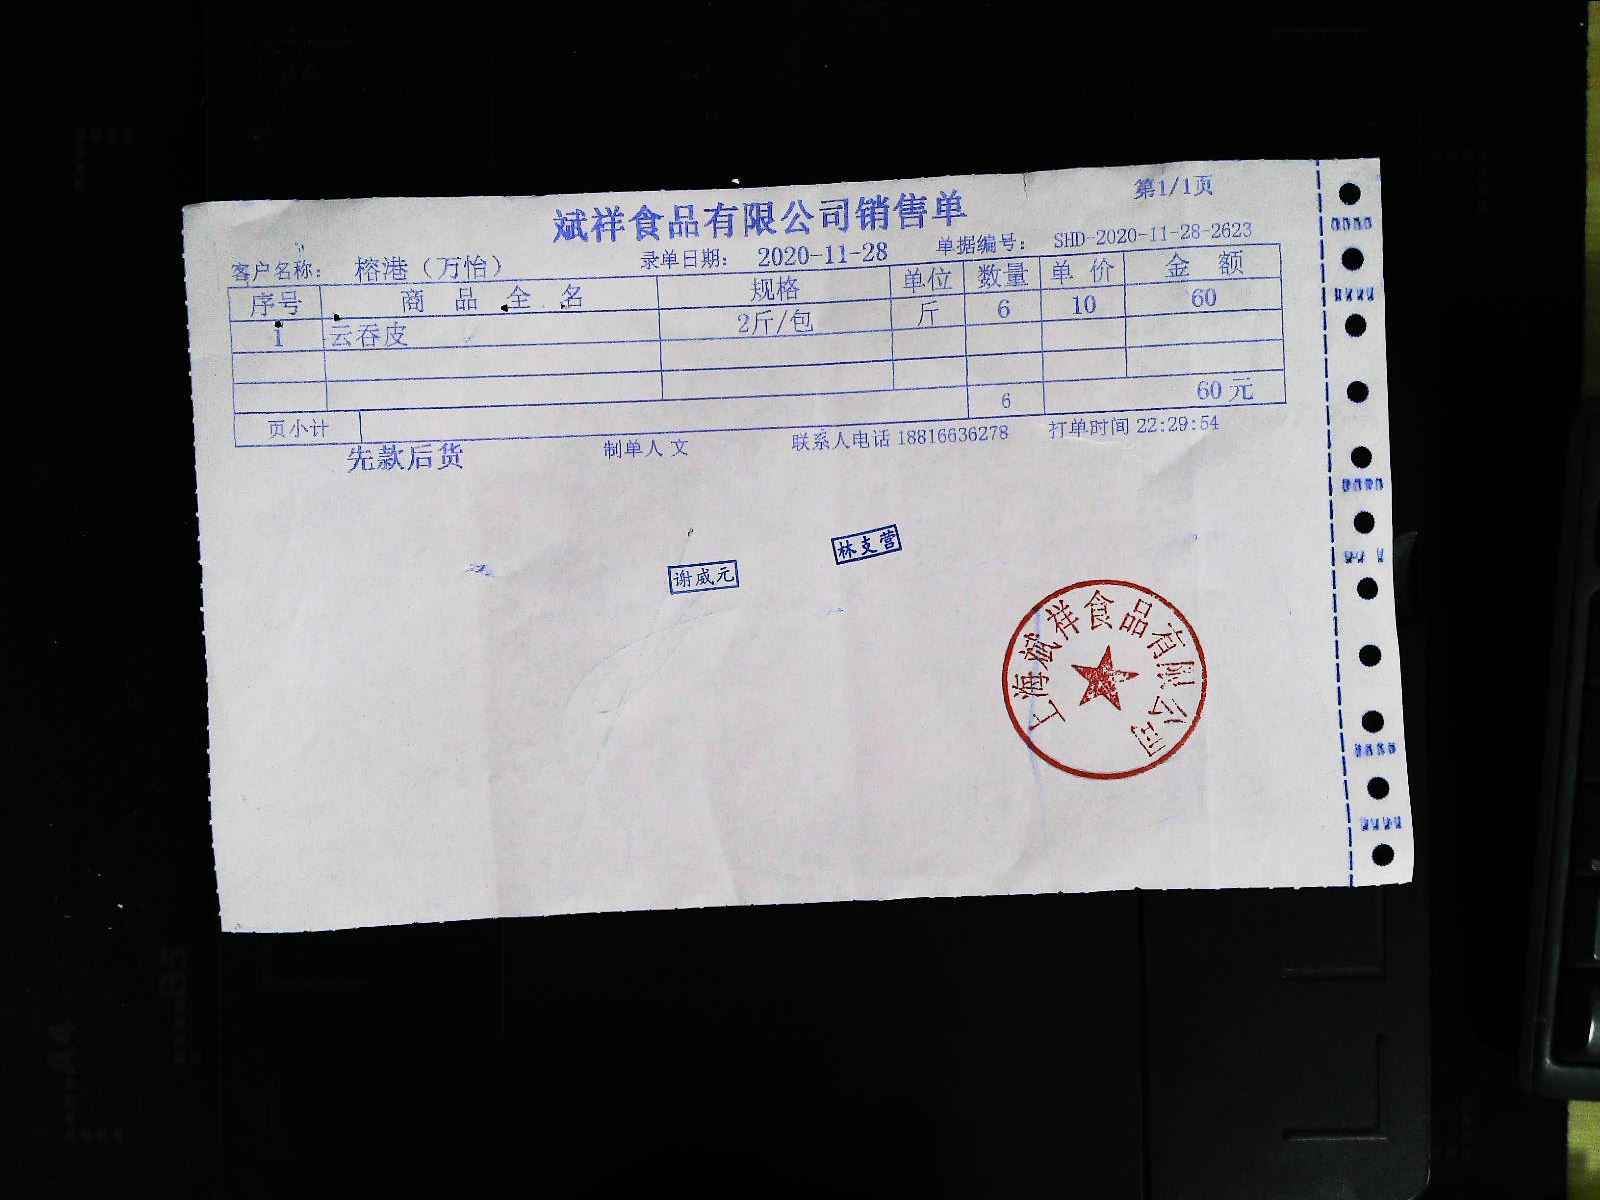 第1/1页
斌祥食品有限公司销售单
客户名称： 榕港（万怡） 录单日期： 2020-11-28 单据编号： SHD-2020-11-28-2623
序号 商品全名 规格 单位 数量 单价 金额
1 云吞皮 2斤/包 斤 6 10 60
页小计 6 60元
先款后货 制单人 文 联系人电话 18816636278 打单时间 22:29:54
林支营
谢威元
上海斌祥食品有限公司
A4
B5